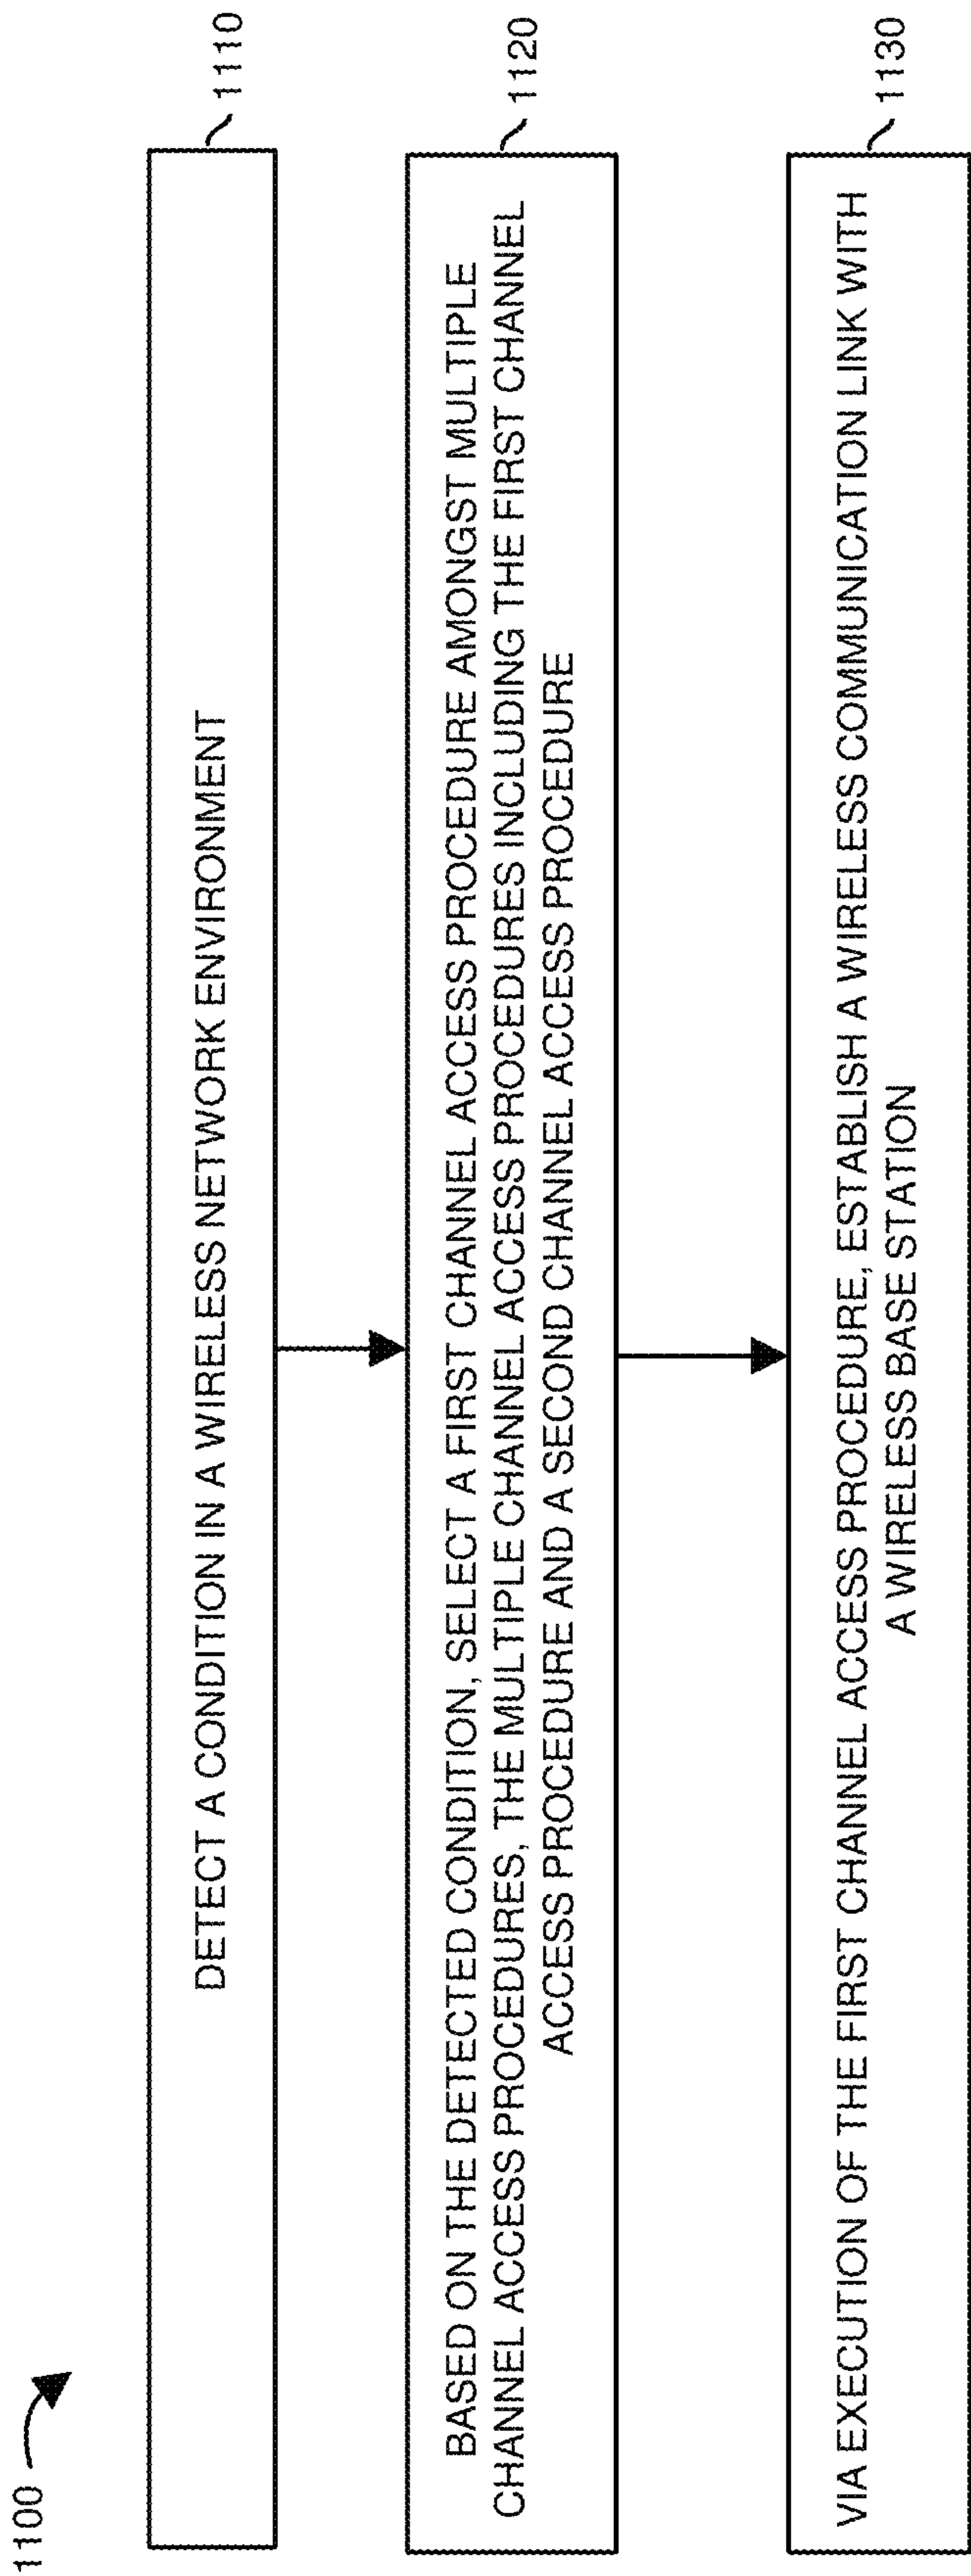 1100
DETECT A CONDITION IN A WIRELESS NETWORK ENVIRONMENT
1110
BASED ON THE DETECTED CONDITION, SELECT A FIRST CHANNEL ACCESS PROCEDURE AMONGST MULTIPLE
CHANNEL ACCESS PROCEDURES, THE MULTIPLE CHANNEL ACCESS PROCEDURES INCLUDING THE FIRST CHANNEL
ACCESS PROCEDURE AND A SECOND CHANNEL ACCESS PROCEDURE
1120
VIA EXECUTION OF THE FIRST CHANNEL ACCESS PROCEDURE, ESTABLISH A WIRELESS COMMUNICATION LINK WITH
A WIRELESS BASE STATION
1130